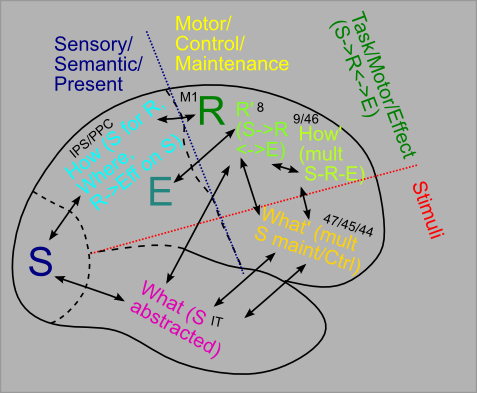 Sensory/
Semantic/
Present
Motor/
Control/
Maintenance
Task/Motor/Effect
(S->R<->E)
IPS/PPC
How (S for R,
Where,
R->Eff on S)
M1
R
R' 8
(S->R
<->E)
9/46
How'
(mult
S-R-E)
E
Stimuli
S
What' (mult
S maint/Ctrl)
47/45/44
What (S
abstracted)
IT